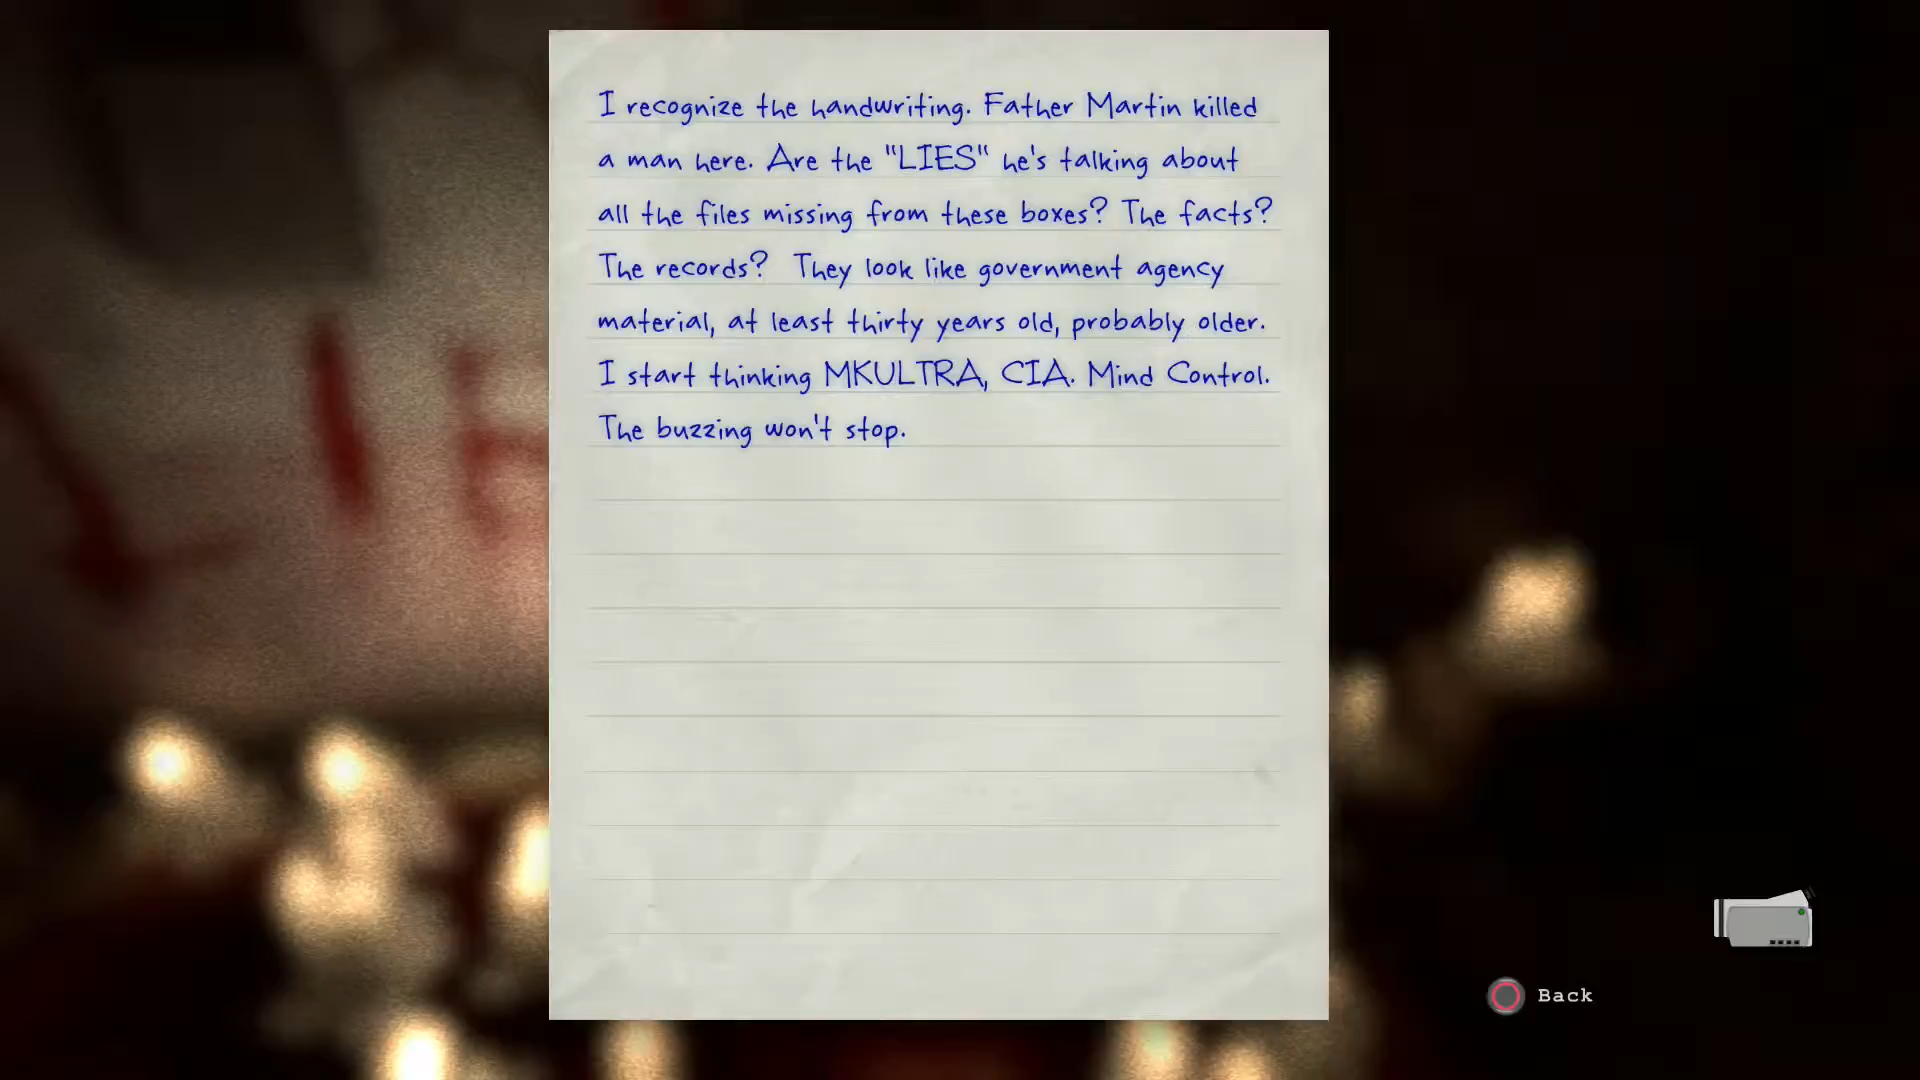 I recognize the handwriting. Father Martin killed
a man here. Are the "LIES" he's talking about
all the files missing from these boxes? The facts?
The records?  They look like government agency
material, at least thirty years old, probably older.
I start thinking MKULTRA, CIA. Mind Control.
The buzzing won't stop.
Back